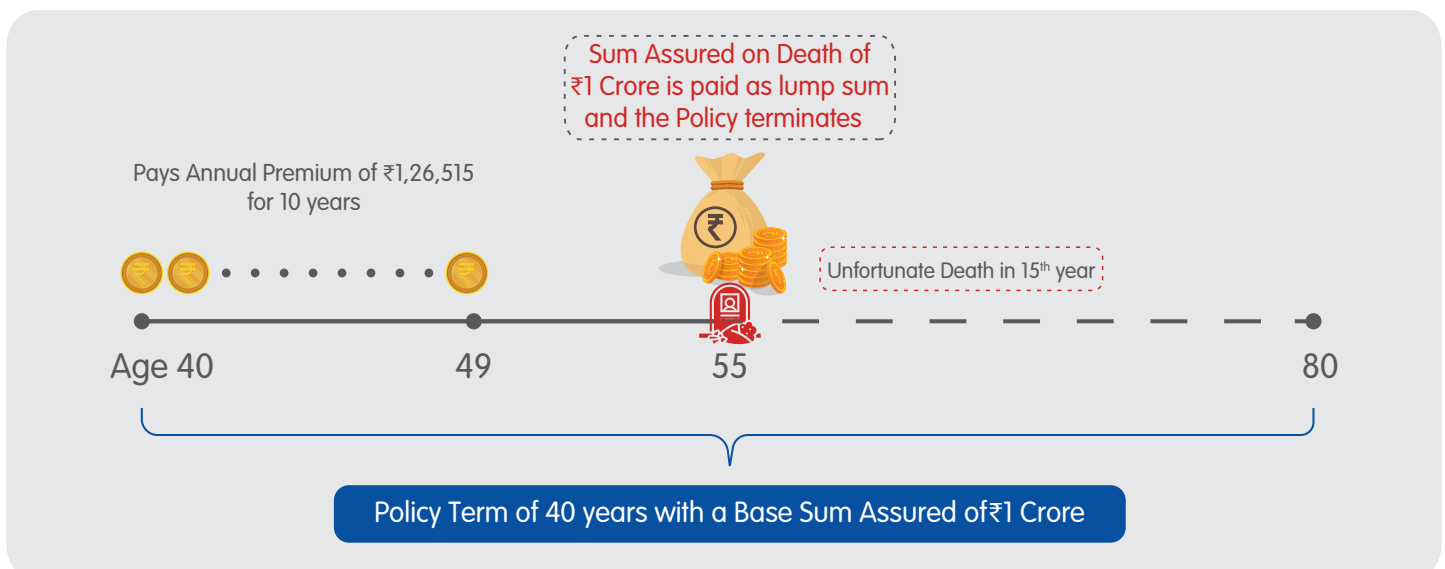 Sum Assured on Death of
₹1 Crore is paid as lump sum
and the Policy terminates
Pays Annual Premium of ₹1,26,515
for 10 years
₹
₹
₹
₹
Unfortunate Death in 15th year
Age 40
49
55
80
Policy Term of 40 years with a Base Sum Assured of₹1 Crore